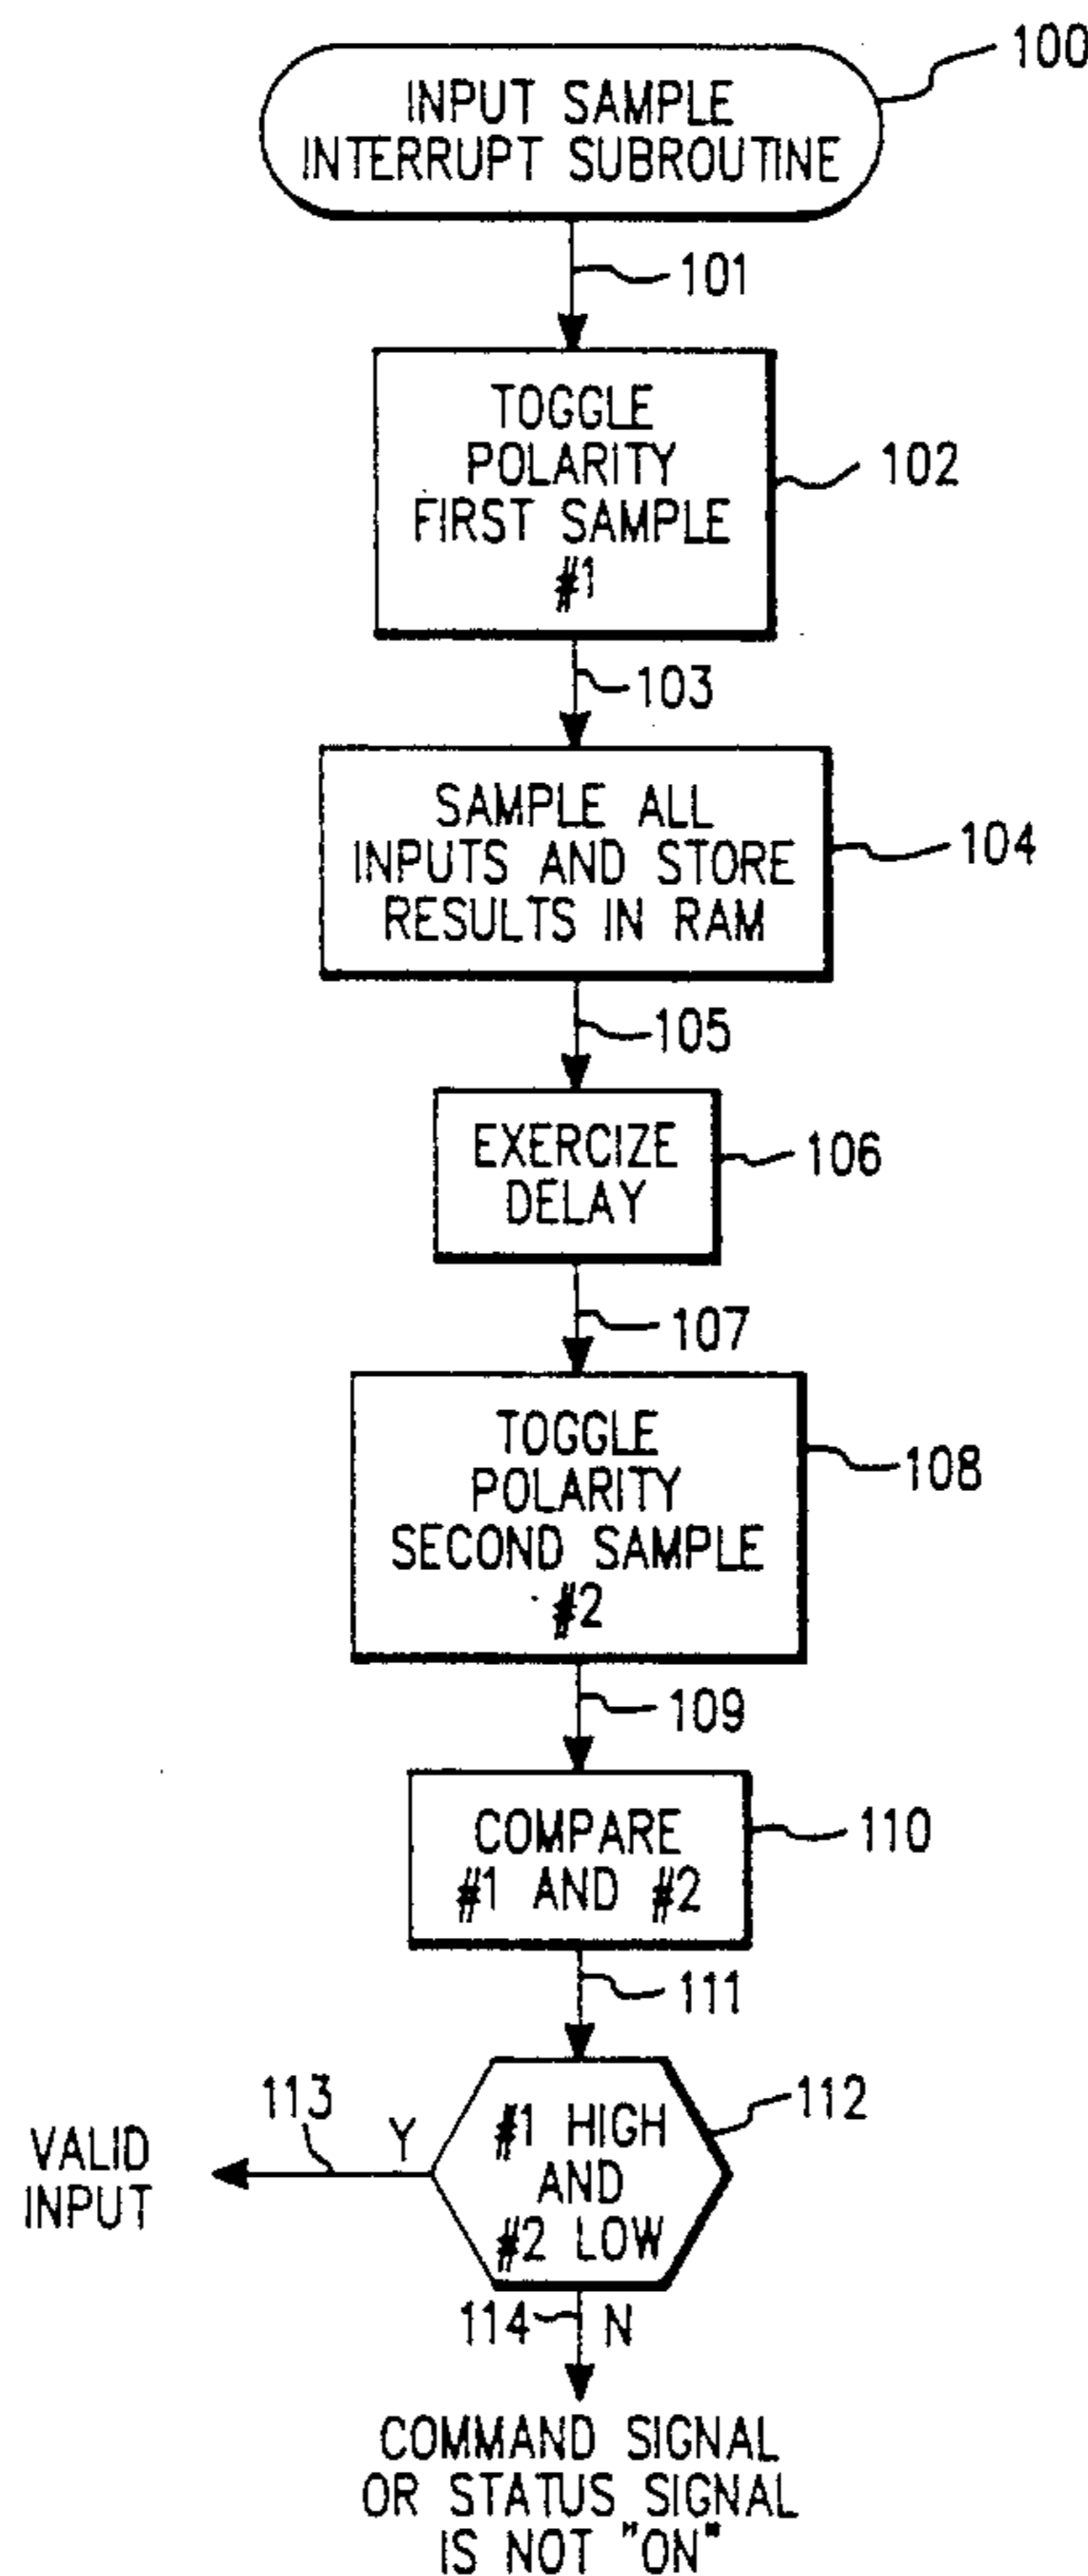 100
INPUT SAMPLE
INTERRUPT SUBROUTINE
101
TOGGLE
POLARITY
FIRST SAMPLE
#1
102
103
SAMPLE ALL
INPUTS AND STORE
RESULTS IN RAM
104
105
EXERCIZE
DELAY
106
107
TOGGLE
POLARITY
SECOND SAMPLE
#2
108
109
COMPARE
#1 AND #2
110
111
112
#1 HIGH
AND
#2 LOW
113
Y
VALID
INPUT
114
N
COMMAND SIGNAL
OR STATUS SIGNAL
IS NOT "ON"